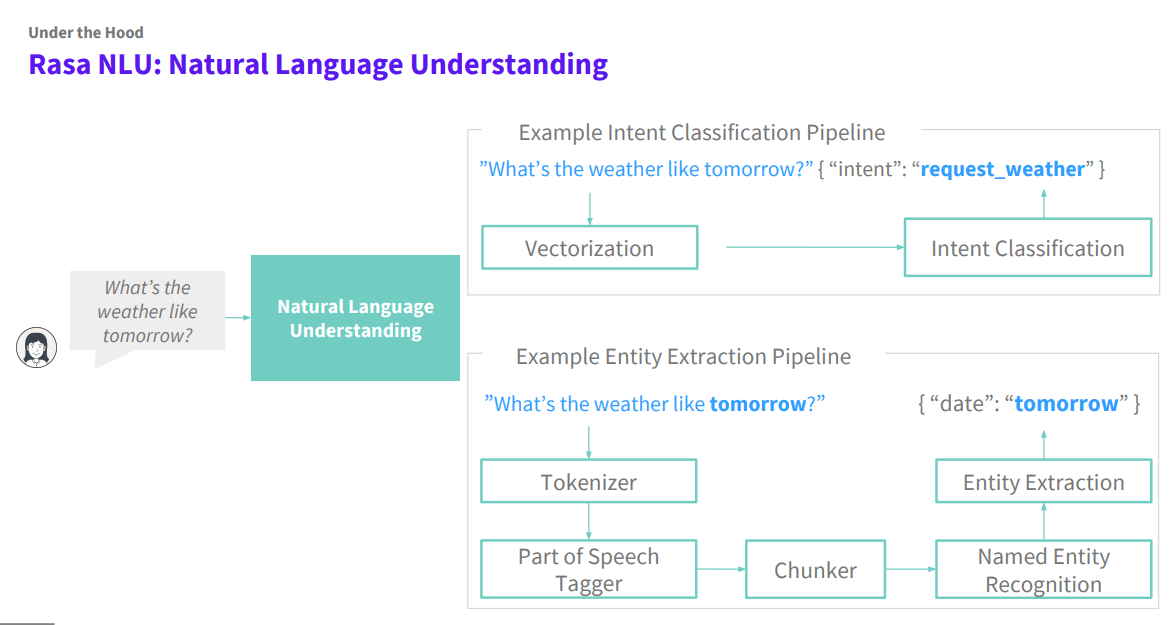 Under the Hood
Rasa NLU: Natural Language Understanding
What’s the
weather like
tomorrow?
Natural Language
Understanding
Example Intent Classification Pipeline
”What’s the weather like tomorrow?” { “intent”: “request_weather” }
Vectorization
Intent Classification
Example Entity Extraction Pipeline
”What’s the weather like tomorrow?”
{ “date”: “tomorrow” }
Tokenizer
Entity Extraction
Part of Speech
Tagger
Chunker
Named Entity
Recognition